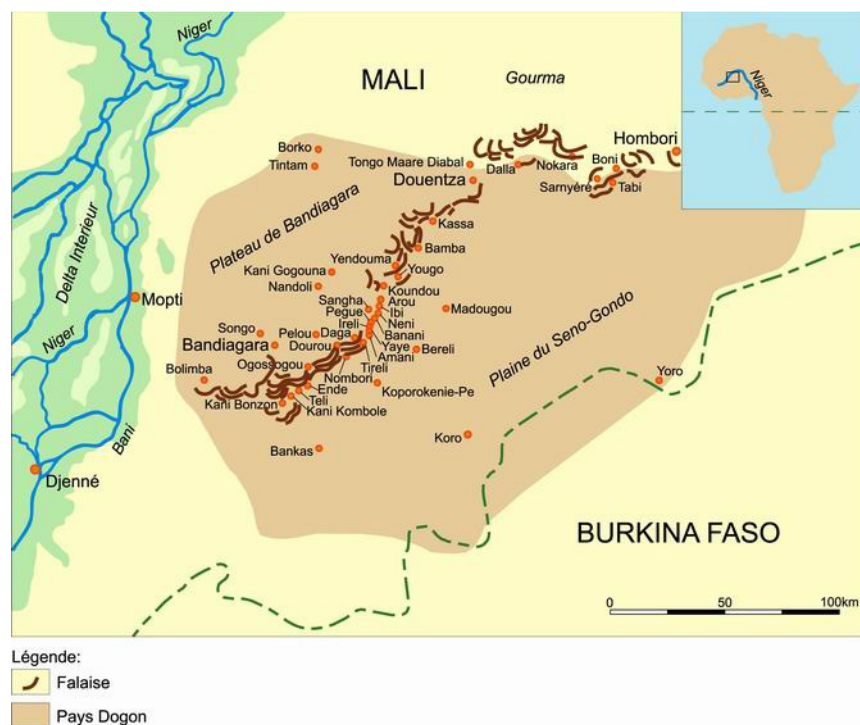 Niger
MALI
Gourma
Niger
Hombori
Borko
Tintam
Tongo Maare Diabal
Douentza
Dalla
Nokara
Boni
Sarnyére
Tabi
Plateau de Bandiagara
Kassa
Bamba
Delta Interieur
Yendouma
Yougo
Kani Gogouna
Nandoli
Koundou
Mopti
Sangha
Arou
Pegue
Ibi
Madougou
Ireli
Neni
Niger
Songo
Pelou
Daga
Banani
Bandiagara
Dourou
Yaye
Bereli
Amani
Plaine du Seno-Gondo
Ogossogou
Tireli
Bolimba
Nombori
Yoro
Ende
Koporokenie-Pe
Teli
Kani Bonzon
Kani Kombole
Bani
Koro
Bankas
Djenné
BURKINA FASO
0 50 100km
Légende:
Falaise
Pays Dogon